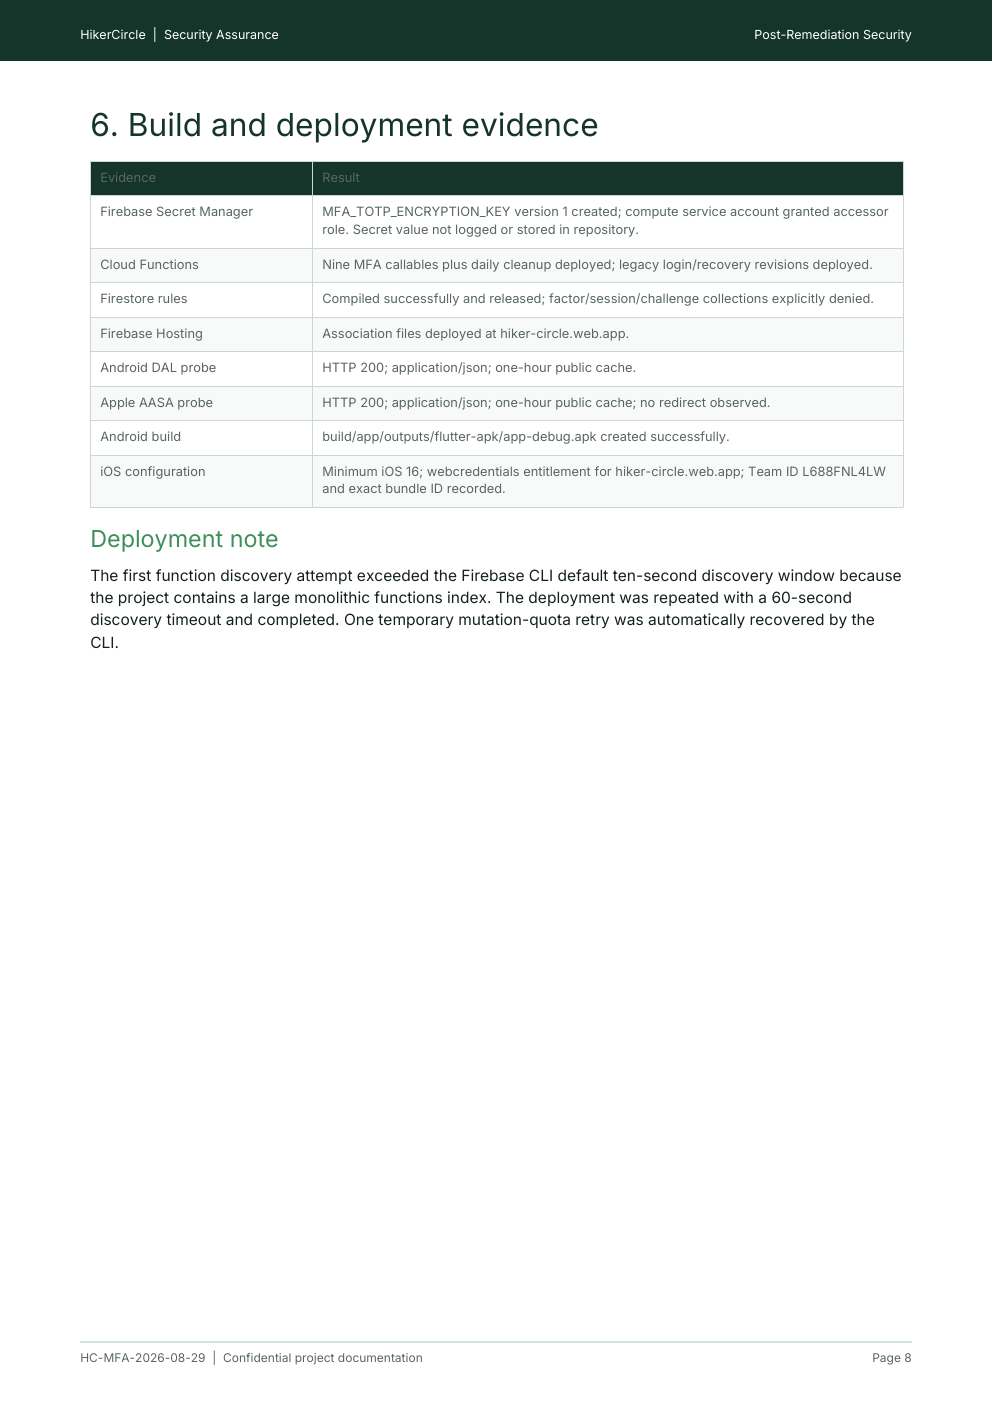 HikerCircle | Security Assurance
Post-Remediation Security
6. Build and deployment evidence
Evidence
Result
Firebase Secret Manager
MFA_TOTP_ENCRYPTION_KEY version 1 created; compute service account granted accessor
role. Secret value not logged or stored in repository.
Cloud Functions
Nine MFA callables plus daily cleanup deployed; legacy login/recovery revisions deployed.
Firestore rules
Compiled successfully and released; factor/session/challenge collections explicitly denied.
Firebase Hosting
Association files deployed at hiker-circle.web.app.
Android DAL probe
HTTP 200; application/json; one-hour public cache.
Apple AASA probe
HTTP 200; application/json; one-hour public cache; no redirect observed.
Android build
build/app/outputs/flutter-apk/app-debug.apk created successfully.
iOS configuration
Minimum iOS 16; webcredentials entitlement for hiker-circle.web.app; Team ID L688FNL4LW
and exact bundle ID recorded.
Deployment note
The first function discovery attempt exceeded the Firebase CLI default ten-second discovery window because
the project contains a large monolithic functions index. The deployment was repeated with a 60-second
discovery timeout and completed. One temporary mutation-quota retry was automatically recovered by the
CLI.
HC-MFA-2026-08-29 | Confidential project documentation
Page 8